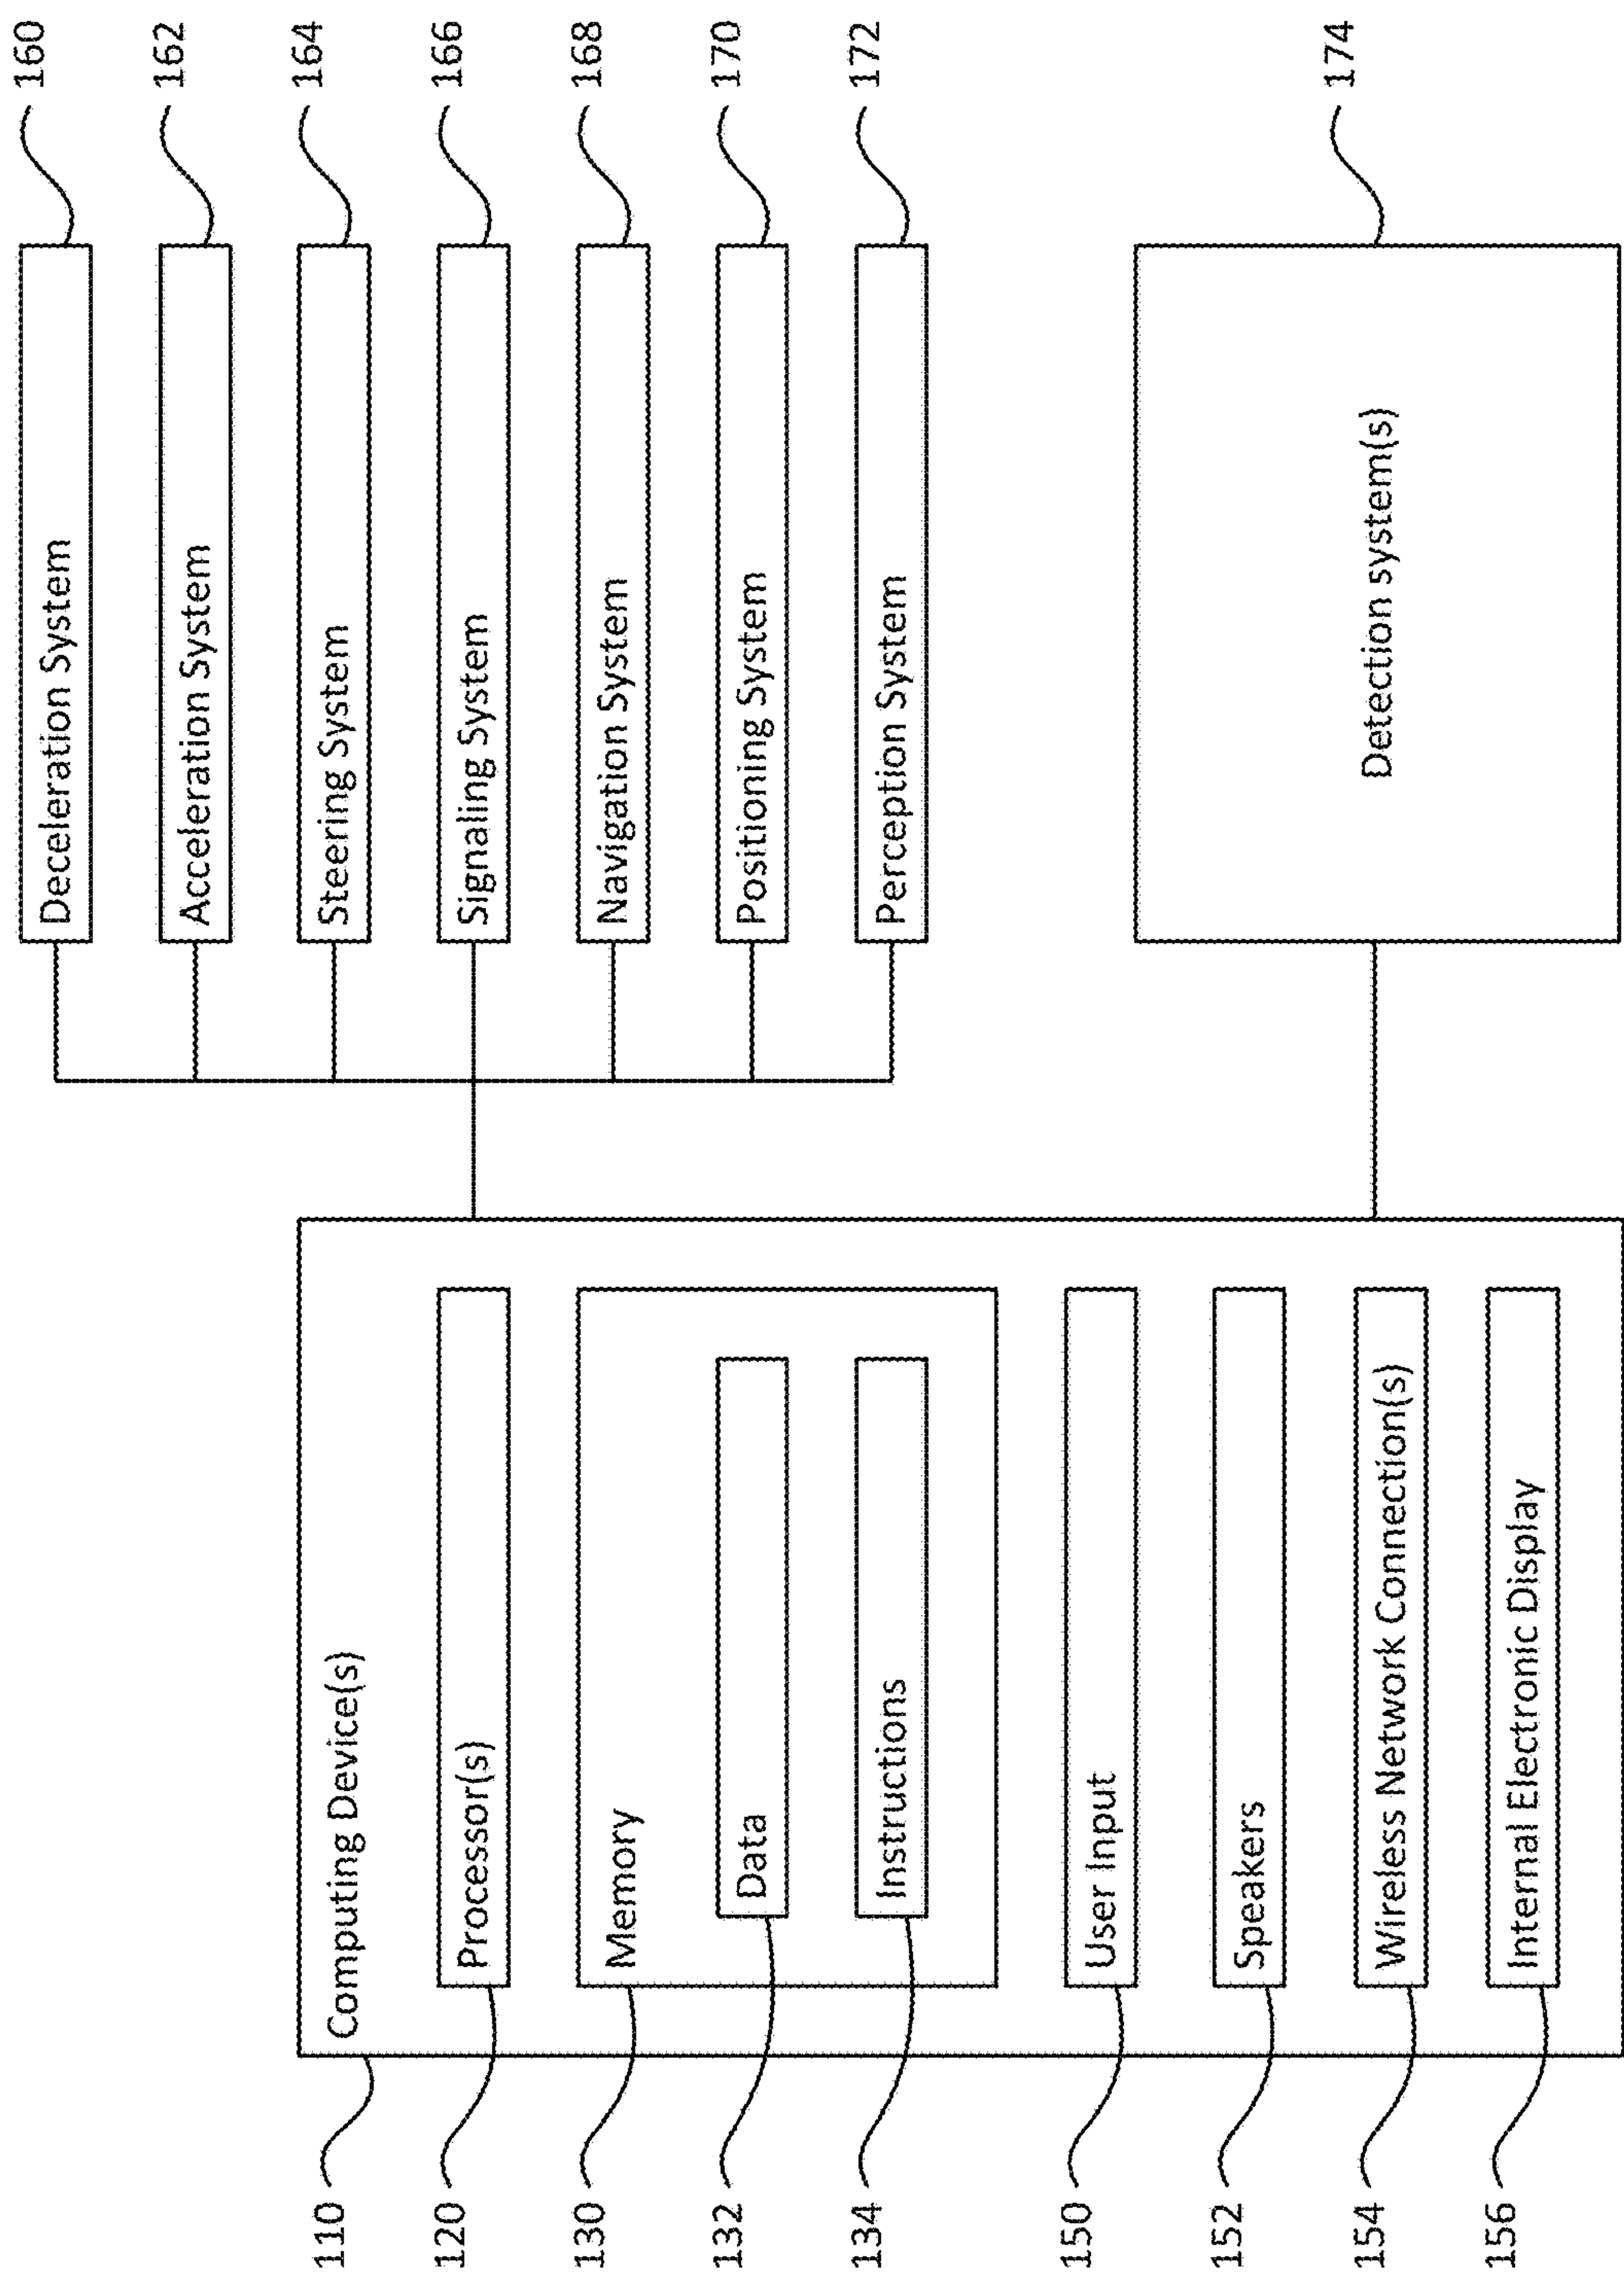 110
Computing Device(s)
120
Processor(s)
130
Memory
132
Data
134
Instructions
150
User Input
152
Speakers
154
Wireless Network Connection(s)
156
Internal Electronic Display
Deceleration System
160
Acceleration System
162
Steering System
164
Signaling System
166
Navigation System
168
Positioning System
170
Perception System
172
Detection system(s)
174